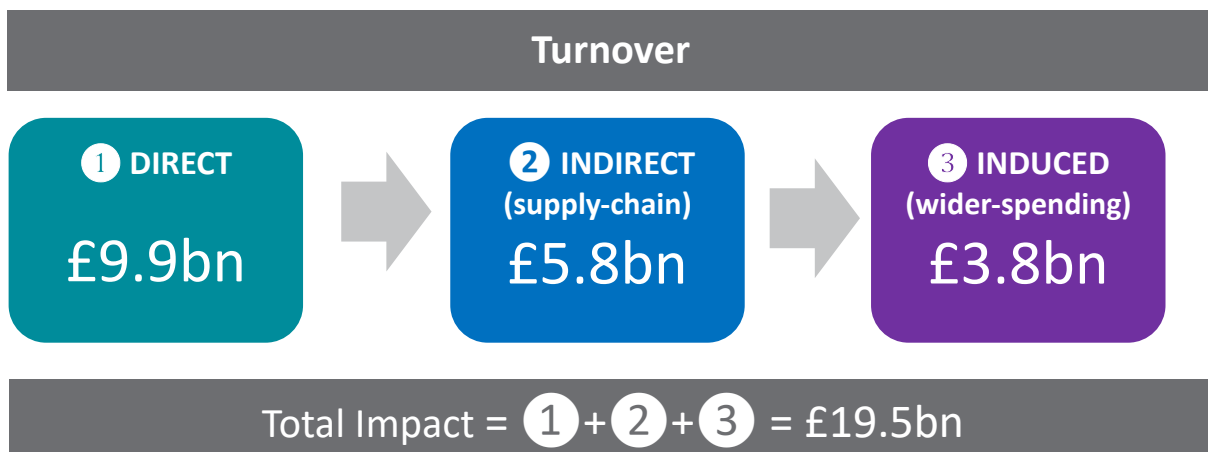 Turnover
1 DIRECT
£9.9bn
2 INDIRECT
(supply-chain)
£5.8bn
3 INDUCED
(wider-spending)
£3.8bn
Total Impact = 1+2+3 = £19.5bn